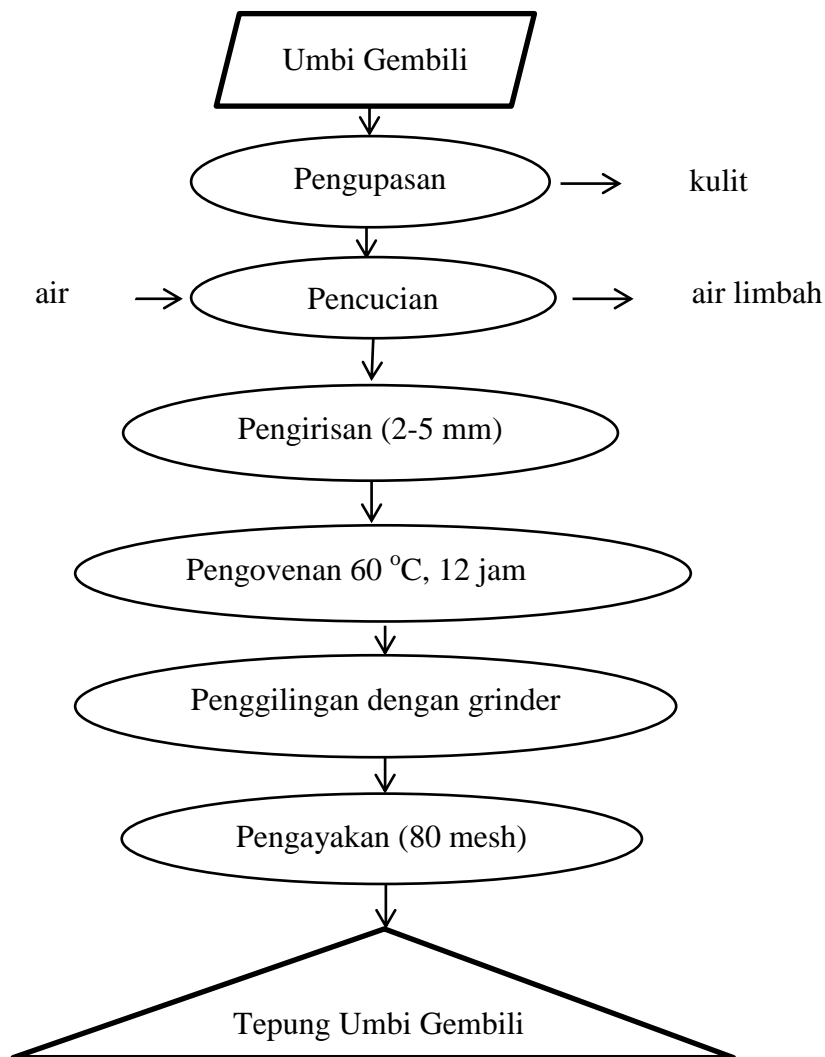 Umbi Gembili
Pengupasan
kulit
air
Pencucian
air limbah
Pengirisan (2-5 mm)
Pengovenan 60 °C, 12 jam
Penggilingan dengan grinder
Pengayakan (80 mesh)
Tepung Umbi Gembili